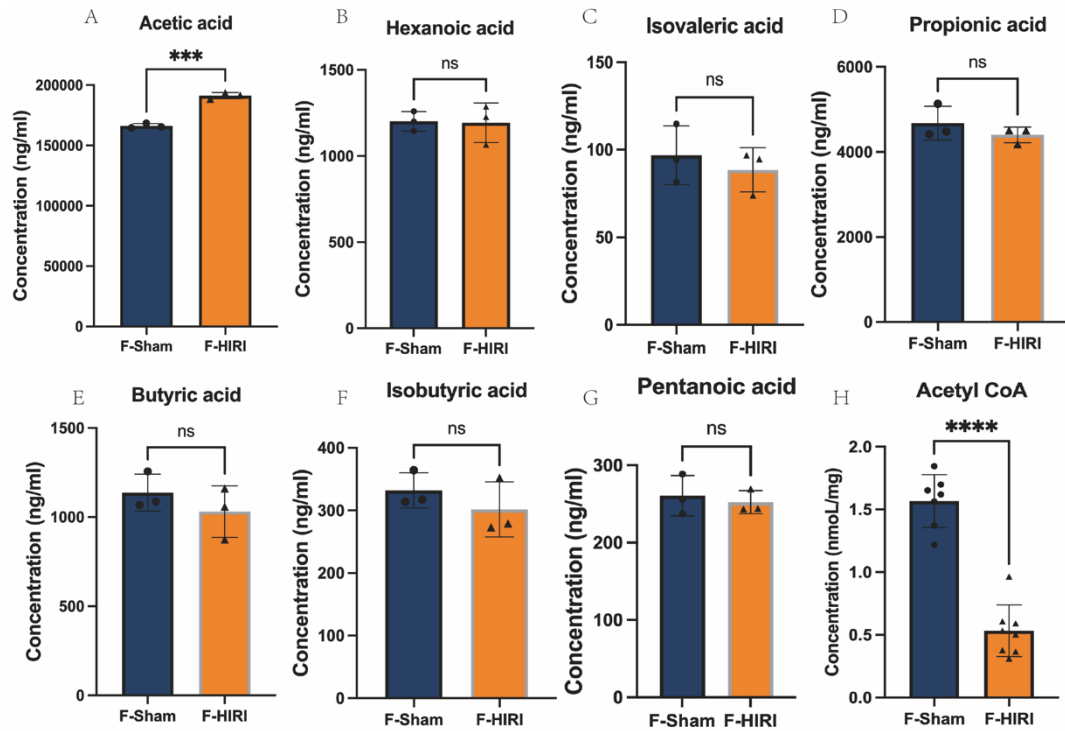 A
Acetic acid
***
Concentration (ng/ml)
200000
150000
100000
50000
0
F-Sham
F-HIRI
B
Hexanoic acid
ns
Concentration (ng/ml)
1500
1000
500
0
F-Sham
F-HIRI
C
Isovaleric acid
ns
Concentration (ng/ml)
150
100
50
0
F-Sham
F-HIRI
D
Propionic acid
ns
Concentration (ng/ml)
6000
4000
2000
0
F-Sham
F-HIRI
E
Butyric acid
ns
Concentration (ng/ml)
1500
1000
500
0
F-Sham
F-HIRI
F
Isobutyric acid
ns
Concentration (ng/ml)
400
300
200
100
0
F-Sham
F-HIRI
G
Pentanoic acid
ns
Concentration (ng/ml)
300
200
100
0
F-Sham
F-HIRI
H
Acetyl CoA
****
Concentration (nmoL/mg)
2.0
1.5
1.0
0.5
0.0
F-Sham
F-HIRI